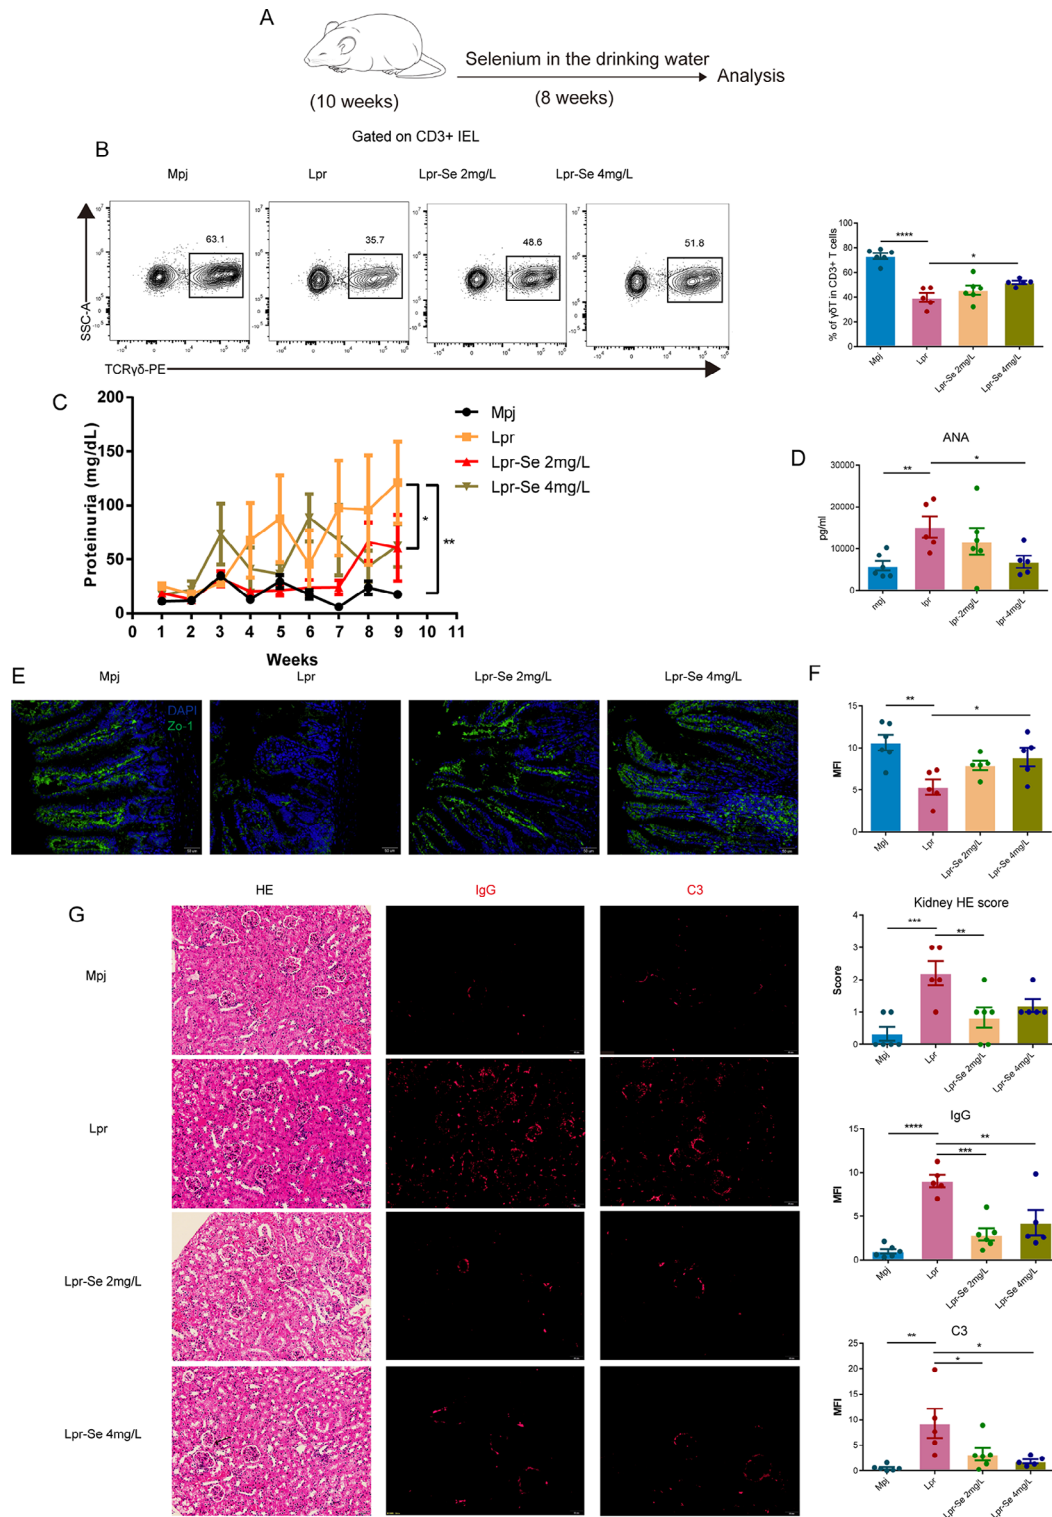 A
Selenium in the drinking water
Analysis
(10 weeks)
(8 weeks)
Gated on CD3+ IEL
B
Mpj
Lpr
Lpr-Se 2mg/L
Lpr-Se 4mg/L
63.1
35.7
48.6
51.8
SSC-A
TCRγδ-PE
% of γδT in CD3+ T cells
100
80
60
40
20
0
****
*
Mpj
Lpr
Lpr-Se 2mg/L
Lpr-Se 4mg/L
C
Proteinuria (mg/dL)
200
150
100
50
0
0 1 2 3 4 5 6 7 8 9 10 11
Weeks
Mpj
Lpr
Lpr-Se 2mg/L
Lpr-Se 4mg/L
*
**
D
ANA
pg/ml
30000
20000
10000
0
**
*
mpj
lpr
lpr-2mg/L
lpr-4mg/L
E
Mpj
Lpr
Lpr-Se 2mg/L
Lpr-Se 4mg/L
DAPI
Zo-1
F
MFI
15
10
5
0
**
*
Mpj
Lpr
Lpr-Se 2mg/L
Lpr-Se 4mg/L
G
HE
IgG
C3
Mpj
Lpr
Lpr-Se 2mg/L
Lpr-Se 4mg/L
Kidney HE score
Score
4
3
2
1
0
***
**
Mpj
Lpr
Lpr-Se 2mg/L
Lpr-Se 4mg/L
IgG
MFI
15
10
5
0
****
**
***
Mpj
Lpr
Lpr-Se 2mg/L
Lpr-Se 4mg/L
C3
MFI
25
20
15
10
5
0
**
*
*
Mpj
Lpr
Lpr-Se 2mg/L
Lpr-Se 4mg/L